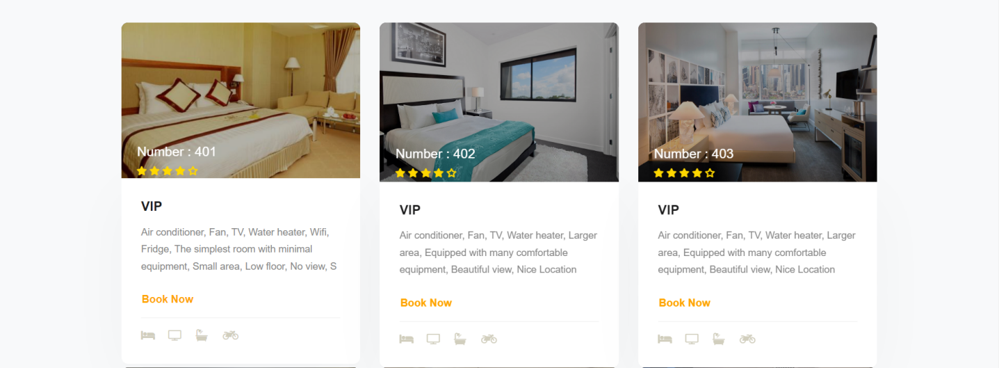 Number : 401
VIP
Air conditioner, Fan, TV, Water heater, Wifi,
Fridge, The simplest room with minimal
equipment, Small area, Low floor, No view, S
Book Now
Number : 402
VIP
Air conditioner, Fan, TV, Water heater, Larger
area, Equipped with many comfortable
equipment, Beautiful view, Nice Location
Book Now
Number : 403
VIP
Air conditioner, Fan, TV, Water heater, Larger
area, Equipped with many comfortable
equipment, Beautiful view, Nice Location
Book Now